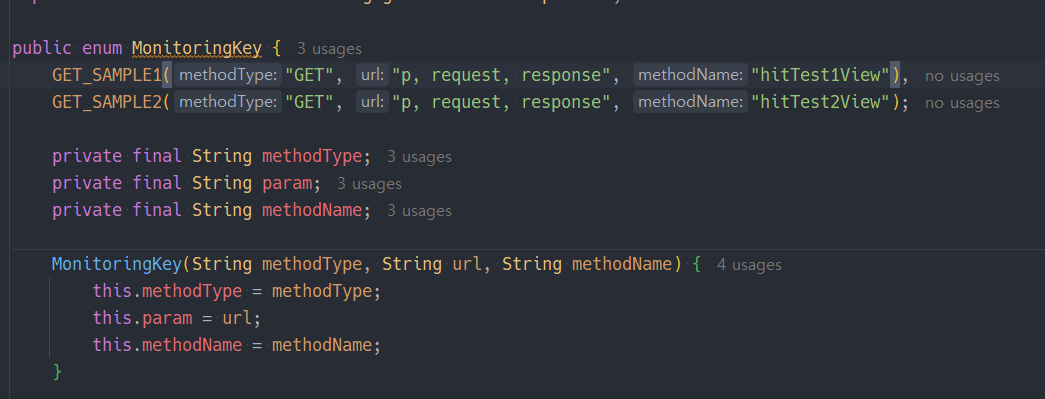 public enum MonitoringKey { 3 usages
GET_SAMPLE1( methodType: "GET", url: "p, request, response", methodName: "hitTest1View"), no usages
GET_SAMPLE2( methodType: "GET", url: "p, request, response", methodName: "hitTest2View"); no usages
private final String methodType; 3 usages
private final String param; 3 usages
private final String methodName; 3 usages
MonitoringKey(String methodType, String url, String methodName) { 4 usages
this.methodType = methodType;
this.param = url;
this.methodName = methodName;
}